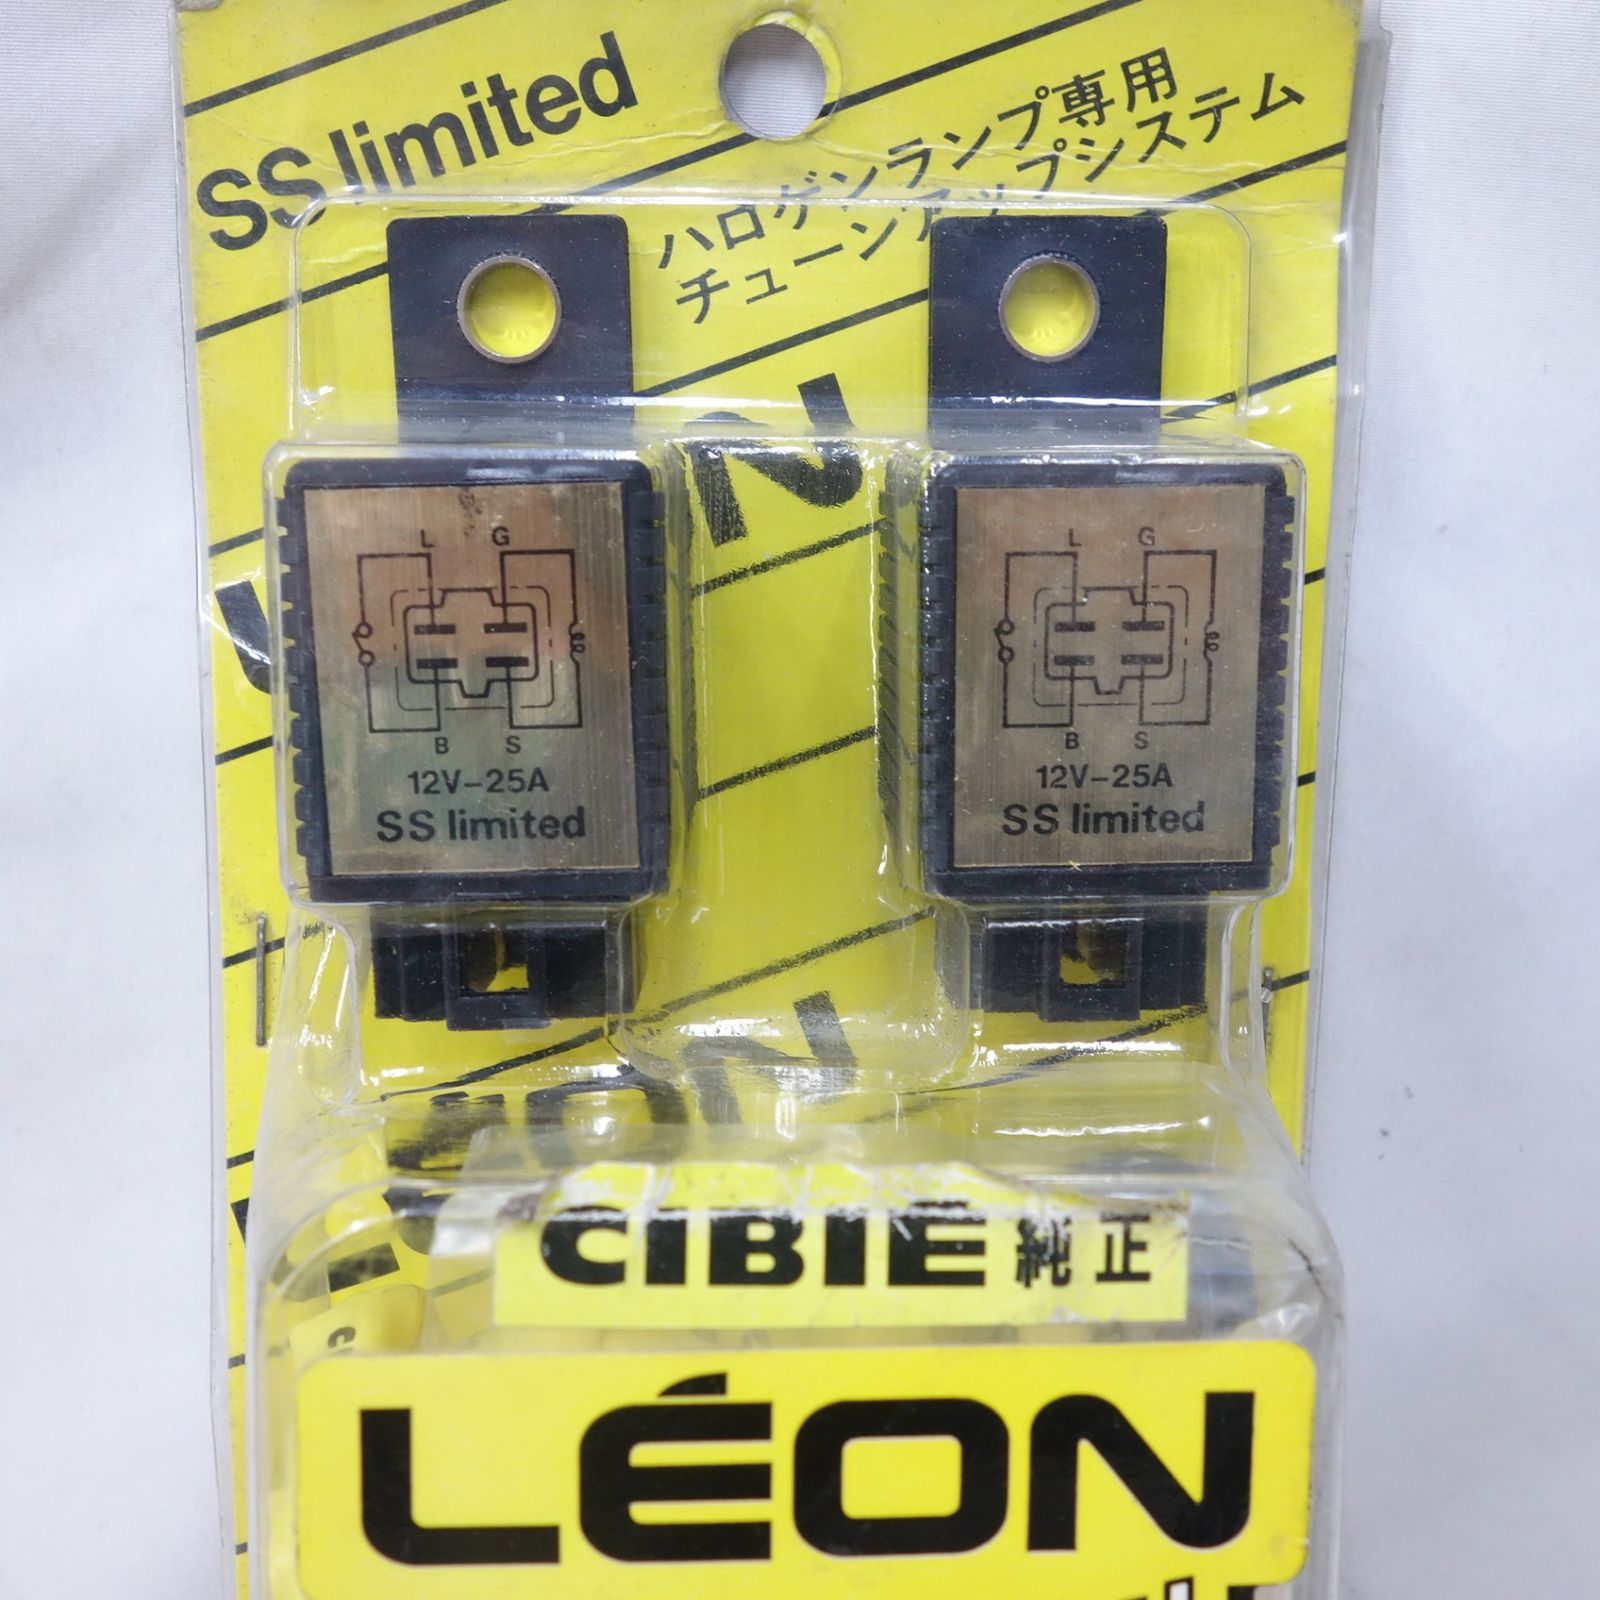 SS limited
ハロゲンランプ専用
チューンアップシステム
L G
B S
12V-25A
SS limited
L G
B S
12V-25A
SS limited
CIBIE 純正
LÉON